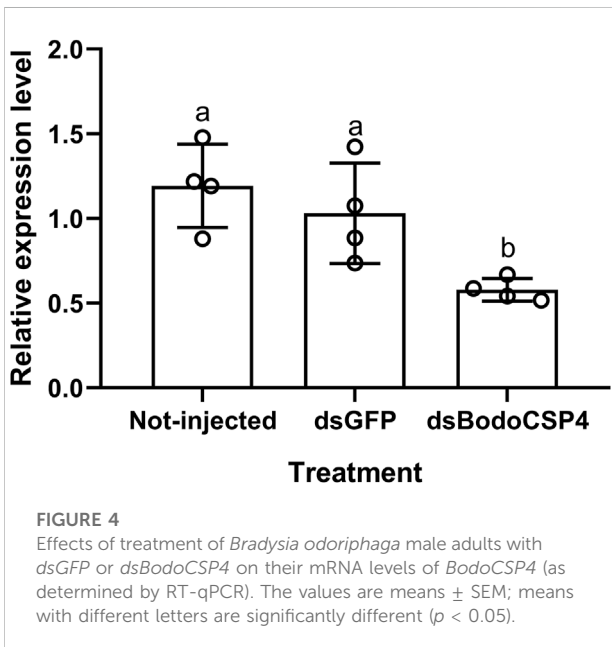 2.0
1.5
1.0
0.5
0.0
Relative expression level
a
a
b
Not-injected dsGFP dsBodoCSP4
Treatment
FIGURE 4
Effects of treatment of Bradysia odoriphaga male adults with
dsGFP or dsBodoCSP4 on their mRNA levels of BodoCSP4 (as
determined by RT-qPCR). The values are means ± SEM; means
with different letters are significantly different (p < 0.05).